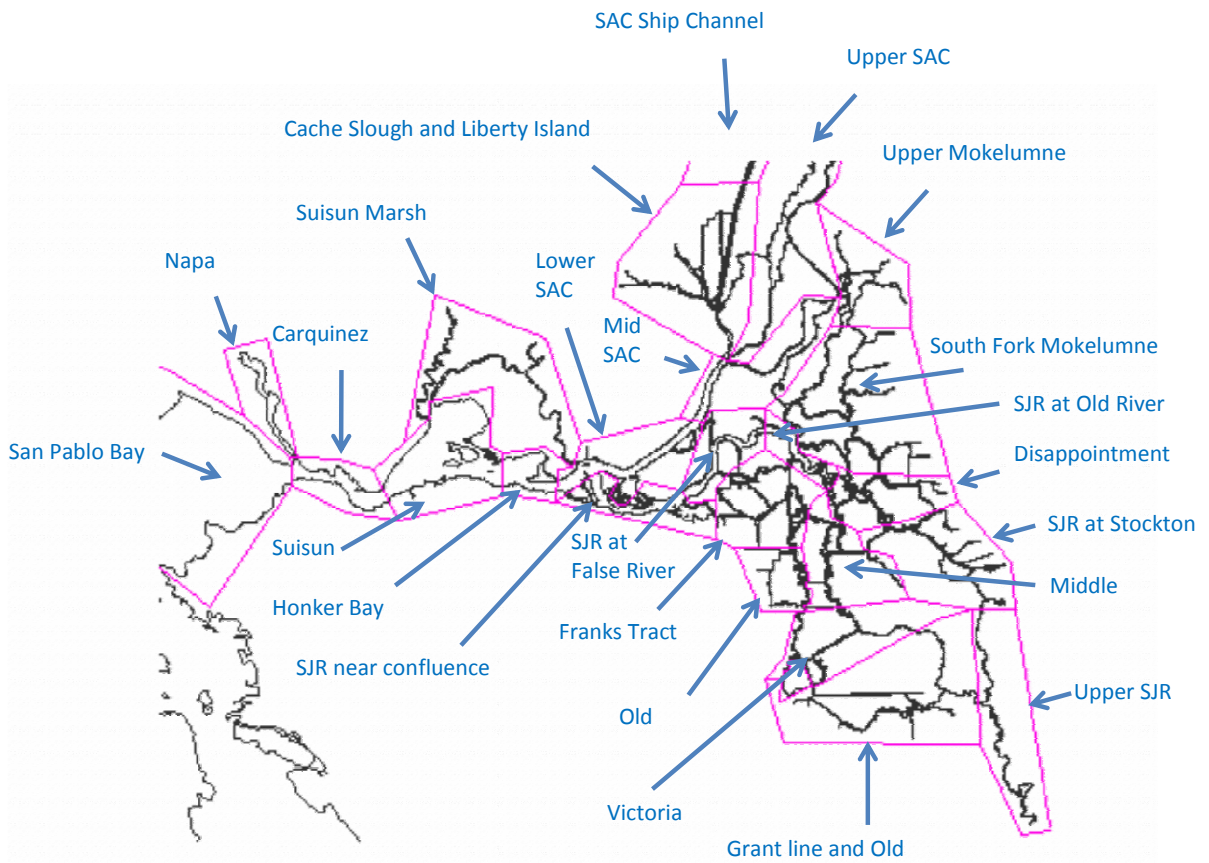 SAC Ship Channel
Upper SAC
Cache Slough and Liberty Island
Upper Mokelumne
Suisun Marsh
Napa
Lower
SAC
Carquinez
Mid
SAC
South Fork Mokelumne
SJR at Old River
San Pablo Bay
Disappointment
SJR at Stockton
Suisun
SJR at
False River
Middle
Honker Bay
Franks Tract
SJR near confluence
Upper SJR
Old
Victoria
Grant line and Old